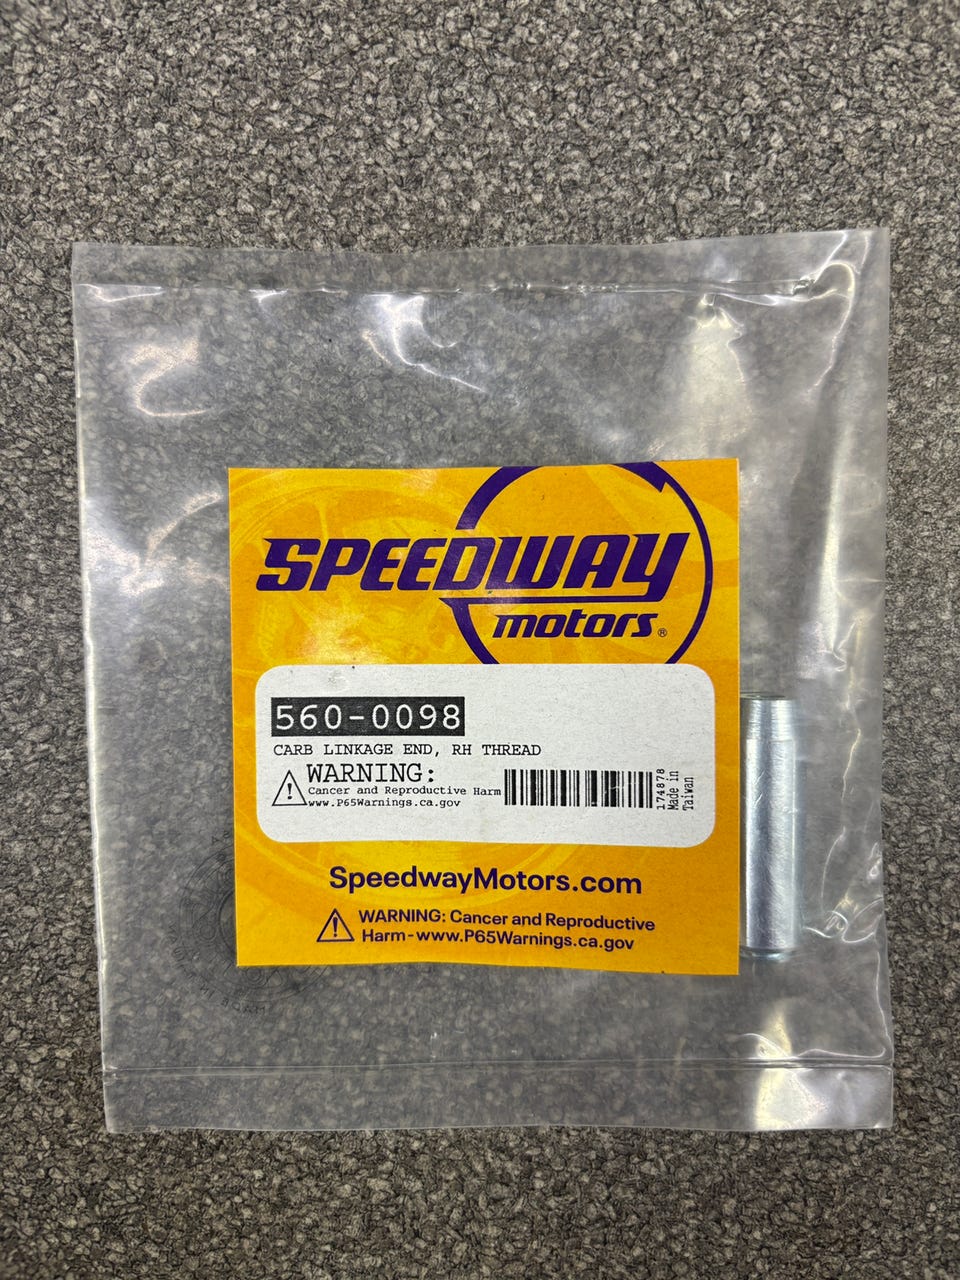 SPEEDWAY
motors®
560-0098
CARB LINKAGE END, RH THREAD
WARNING:
Cancer and Reproductive Harm
www.P65Warnings.ca.gov
174878
Made in
Taiwan
SpeedwayMotors.com
WARNING: Cancer and Reproductive
Harm-www.P65Warnings.ca.gov